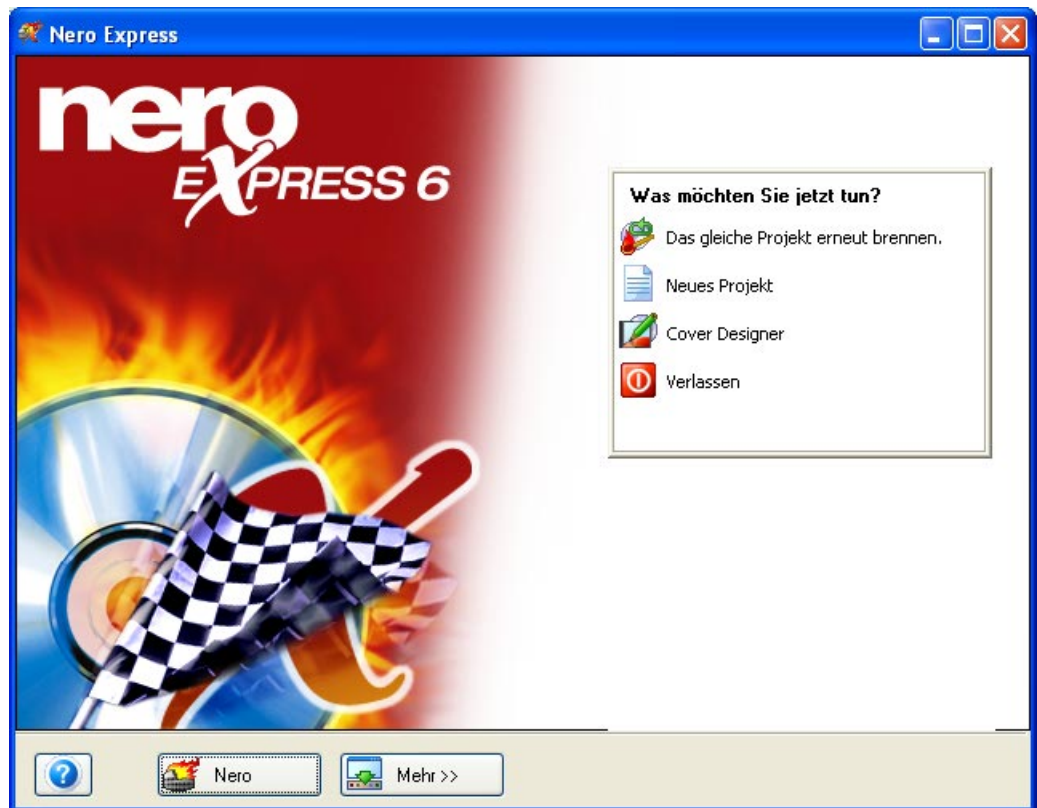 Nero Express
nero
EXPRESS 6
Was möchten Sie jetzt tun?
Das gleiche Projekt erneut brennen.
Neues Projekt
Cover Designer
Verlassen
Nero
Mehr >>